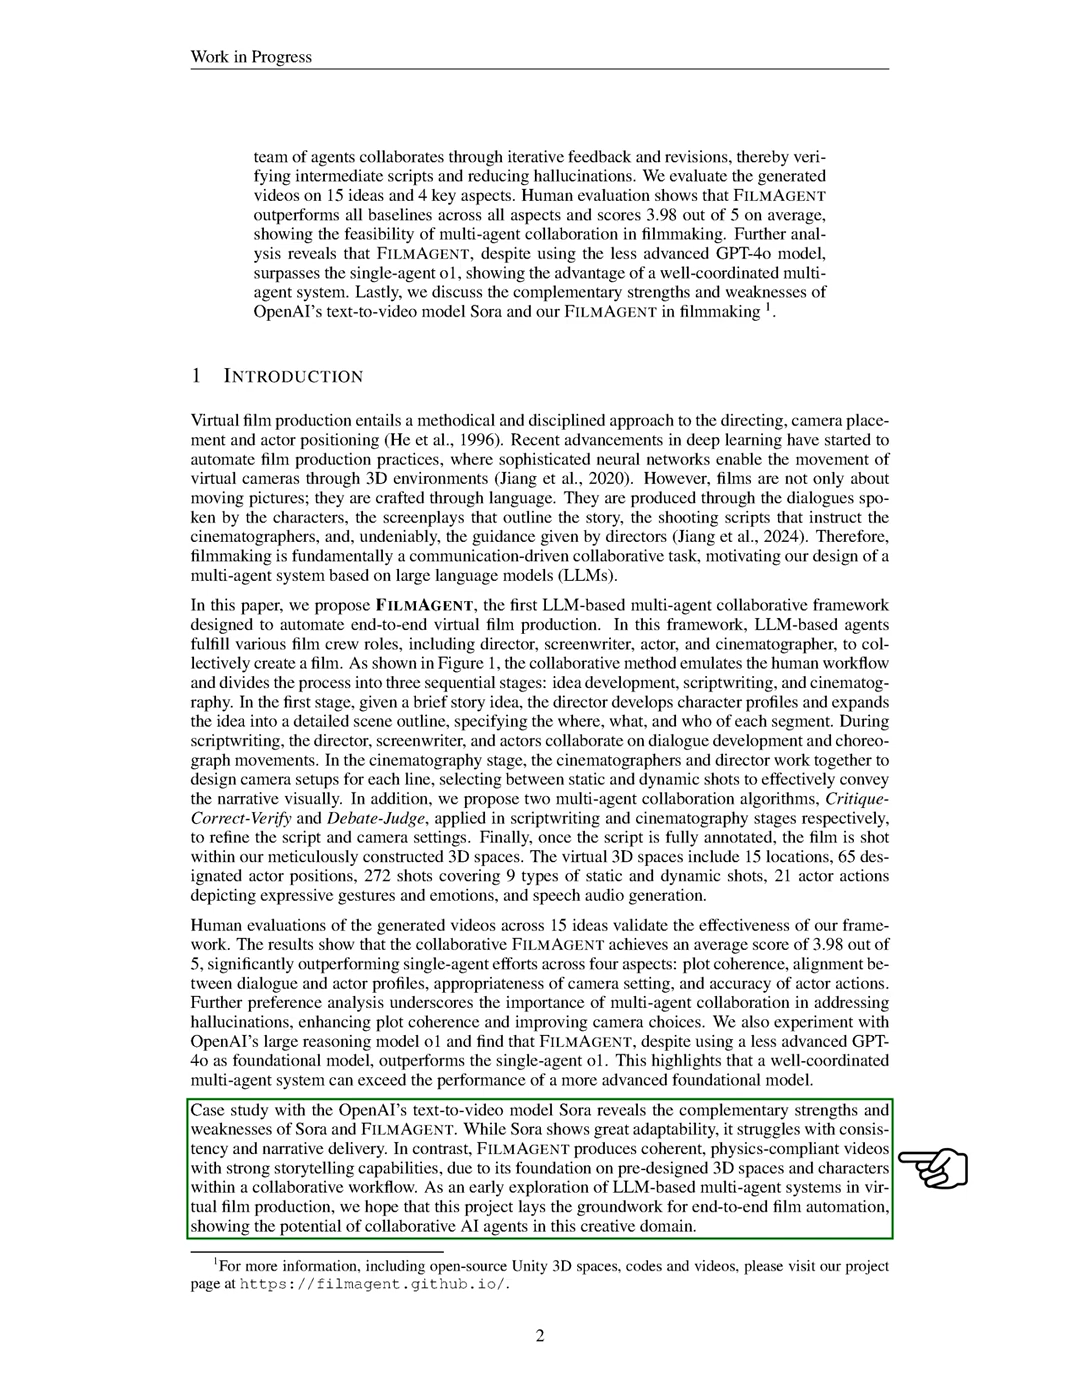 Work in Progress
team of agents collaborates through iterative feedback and revisions, thereby veri-
fying intermediate scripts and reducing hallucinations. We evaluate the generated
videos on 15 ideas and 4 key aspects. Human evaluation shows that FILMAGENT
outperforms all baselines across all aspects and scores 3.98 out of 5 on average,
showing the feasibility of multi-agent collaboration in filmmaking. Further anal-
ysis reveals that FILMAGENT, despite using the less advanced GPT-4o model,
surpasses the single-agent o1, showing the advantage of a well-coordinated multi-
agent system. Lastly, we discuss the complementary strengths and weaknesses of
OpenAI's text-to-video model Sora and our FILMAGENT in filmmaking 1.
1 INTRODUCTION
Virtual film production entails a methodical and disciplined approach to the directing, camera place-
ment and actor positioning (He et al., 1996). Recent advancements in deep learning have started to
automate film production practices, where sophisticated neural networks enable the movement of
virtual cameras through 3D environments (Jiang et al., 2020). However, films are not only about
moving pictures; they are crafted through language. They are produced through the dialogues spo-
ken by the characters, the screenplays that outline the story, the shooting scripts that instruct the
cinematographers, and, undeniably, the guidance given by directors (Jiang et al., 2024). Therefore,
filmmaking is fundamentally a communication-driven collaborative task, motivating our design of a
multi-agent system based on large language models (LLMs).
In this paper, we propose FILMAGENT, the first LLM-based multi-agent collaborative framework
designed to automate end-to-end virtual film production. In this framework, LLM-based agents
fulfill various film crew roles, including director, screenwriter, actor, and cinematographer, to col-
lectively create a film. As shown in Figure 1, the collaborative method emulates the human workflow
and divides the process into three sequential stages: idea development, scriptwriting, and cinematog-
raphy. In the first stage, given a brief story idea, the director develops character profiles and expands
the idea into a detailed scene outline, specifying the where, what, and who of each segment. During
scriptwriting, the director, screenwriter, and actors collaborate on dialogue development and choreo-
graph movements. In the cinematography stage, the cinematographers and director work together to
design camera setups for each line, selecting between static and dynamic shots to effectively convey
the narrative visually. In addition, we propose two multi-agent collaboration algorithms, Critique-
Correct-Verify and Debate-Judge, applied in scriptwriting and cinematography stages respectively,
to refine the script and camera settings. Finally, once the script is fully annotated, the film is shot
within our meticulously constructed 3D spaces. The virtual 3D spaces include 15 locations, 65 des-
ignated actor positions, 272 shots covering 9 types of static and dynamic shots, 21 actor actions
depicting expressive gestures and emotions, and speech audio generation.
Human evaluations of the generated videos across 15 ideas validate the effectiveness of our frame-
work. The results show that the collaborative FILMAGENT achieves an average score of 3.98 out of
5, significantly outperforming single-agent efforts across four aspects: plot coherence, alignment be-
tween dialogue and actor profiles, appropriateness of camera setting, and accuracy of actor actions.
Further preference analysis underscores the importance of multi-agent collaboration in addressing
hallucinations, enhancing plot coherence and improving camera choices. We also experiment with
OpenAI's large reasoning model o1 and find that FILMAGENT, despite using a less advanced GPT-
4o as foundational model, outperforms the single-agent o1. This highlights that a well-coordinated
multi-agent system can exceed the performance of a more advanced foundational model.
Case study with the OpenAI's text-to-video model Sora reveals the complementary strengths and
weaknesses of Sora and FILMAGENT. While Sora shows great adaptability, it struggles with consis-
tency and narrative delivery. In contrast, FILMAGENT produces coherent, physics-compliant videos
with strong storytelling capabilities, due to its foundation on pre-designed 3D spaces and characters
within a collaborative workflow. As an early exploration of LLM-based multi-agent systems in vir-
tual film production, we hope that this project lays the groundwork for end-to-end film automation,
showing the potential of collaborative AI agents in this creative domain.
1For more information, including open-source Unity 3D spaces, codes and videos, please visit our project
page at https://filmagent.github.io/.
2